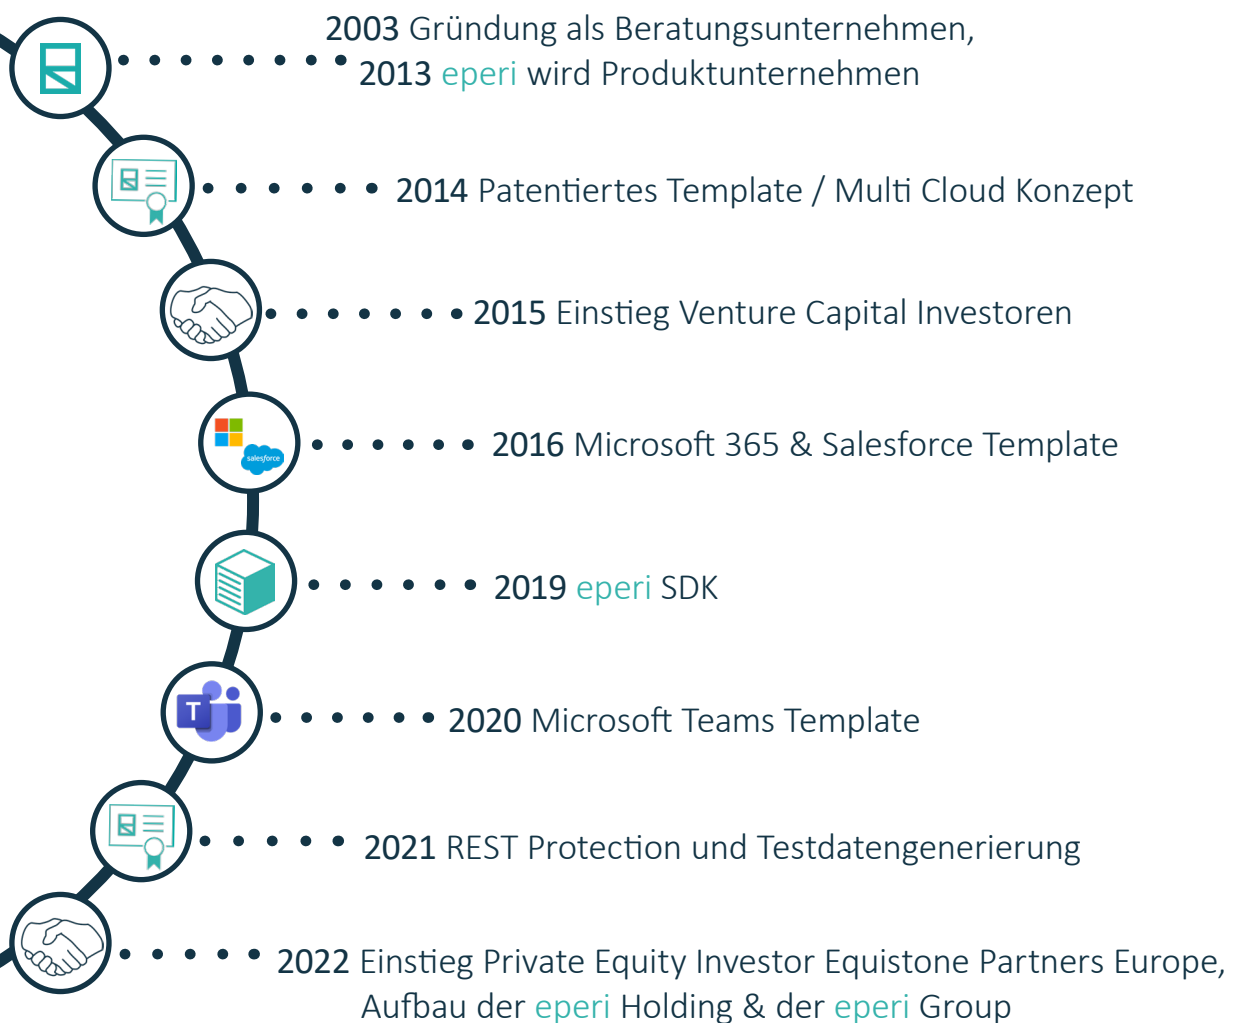 2003 Gründung als Beratungsunternehmen,
2013 eperi wird Produktunternehmen
2014 Patentiertes Template / Multi Cloud Konzept
2015 Einstieg Venture Capital Investoren
salesforce
2016 Microsoft 365 & Salesforce Template
2019 eperi SDK
T
2020 Microsoft Teams Template
2021 REST Protection und Testdatengenerierung
2022 Einstieg Private Equity Investor Equistone Partners Europe,
Aufbau der eperi Holding & der eperi Group